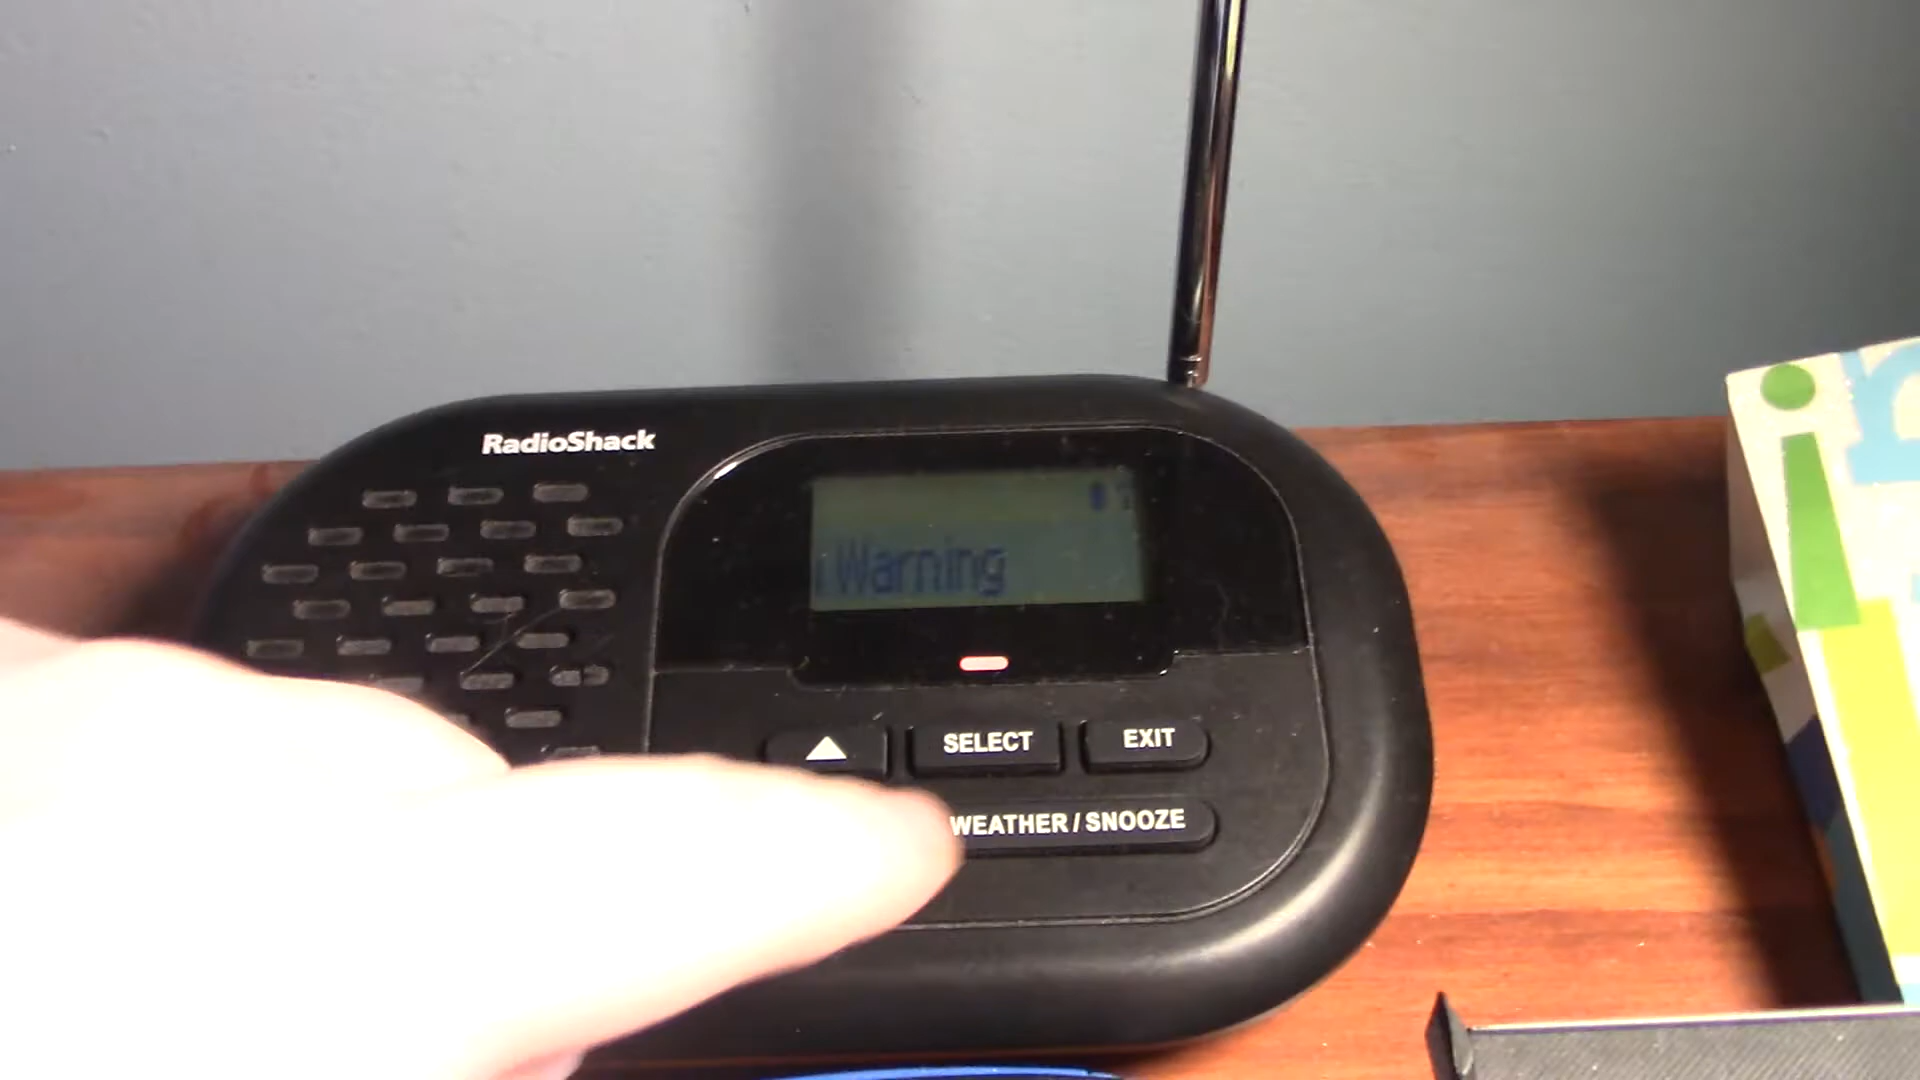 RadioShack
Warning
SELECT
EXIT
WEATHER / SNOOZE